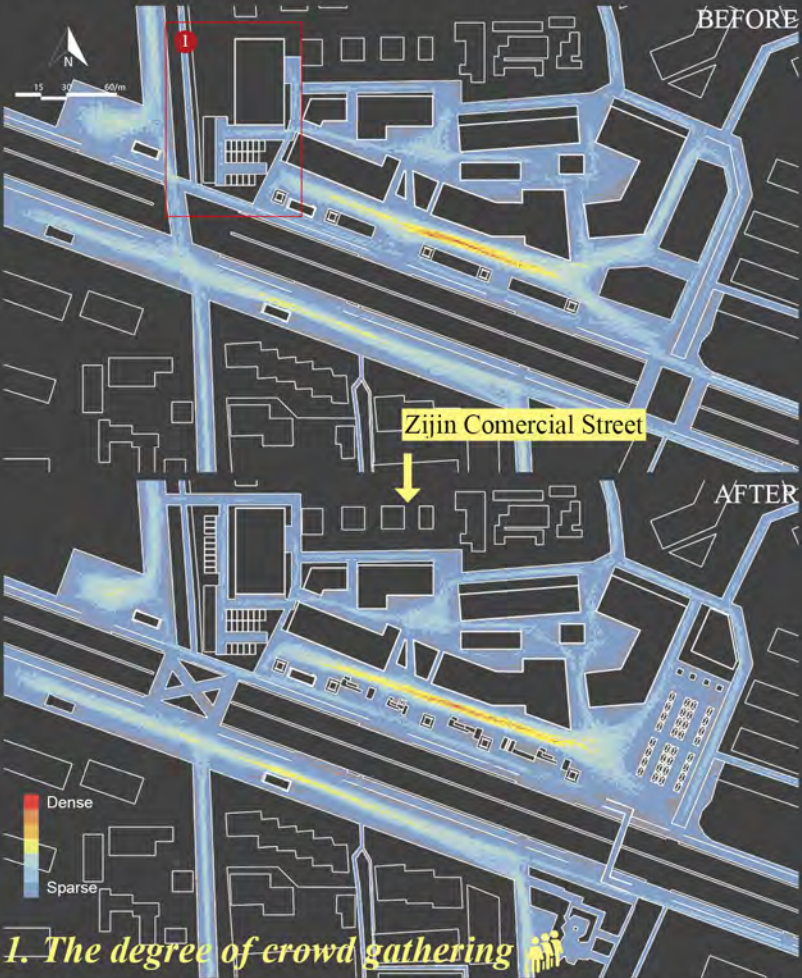 BEFORE
1
N
15 30 60/m
Zijin Comercial Street
AFTER
Dense
Sparse
1. The degree of crowd gathering